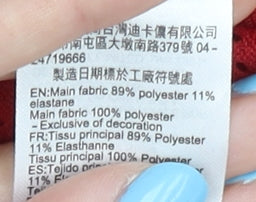 司台灣迪卡儂有限公司
市南屯區大墩南路379號 04-
24719666
製造日期標於工廠符號處
EN:Main fabric 89% polyester 11%
elastane
Main fabric 100% polyester
- Exclusive of decoration
FR:Tissu principal 89% Polyester
11% Elasthanne
Tissu principal 100% Polyester
ES:Tejido
11%